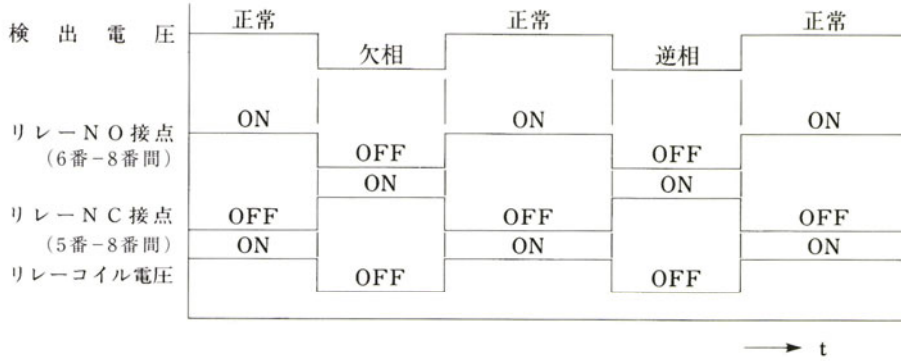 正常 正常 正常
検出電圧
欠相 逆相
ON ON ON
リレーNO接点
(6番-8番間)
OFF OFF
ON ON
リレーNC接点
OFF OFF OFF
(5番-8番間)
ON ON ON
リレーコイル電圧
OFF OFF
t